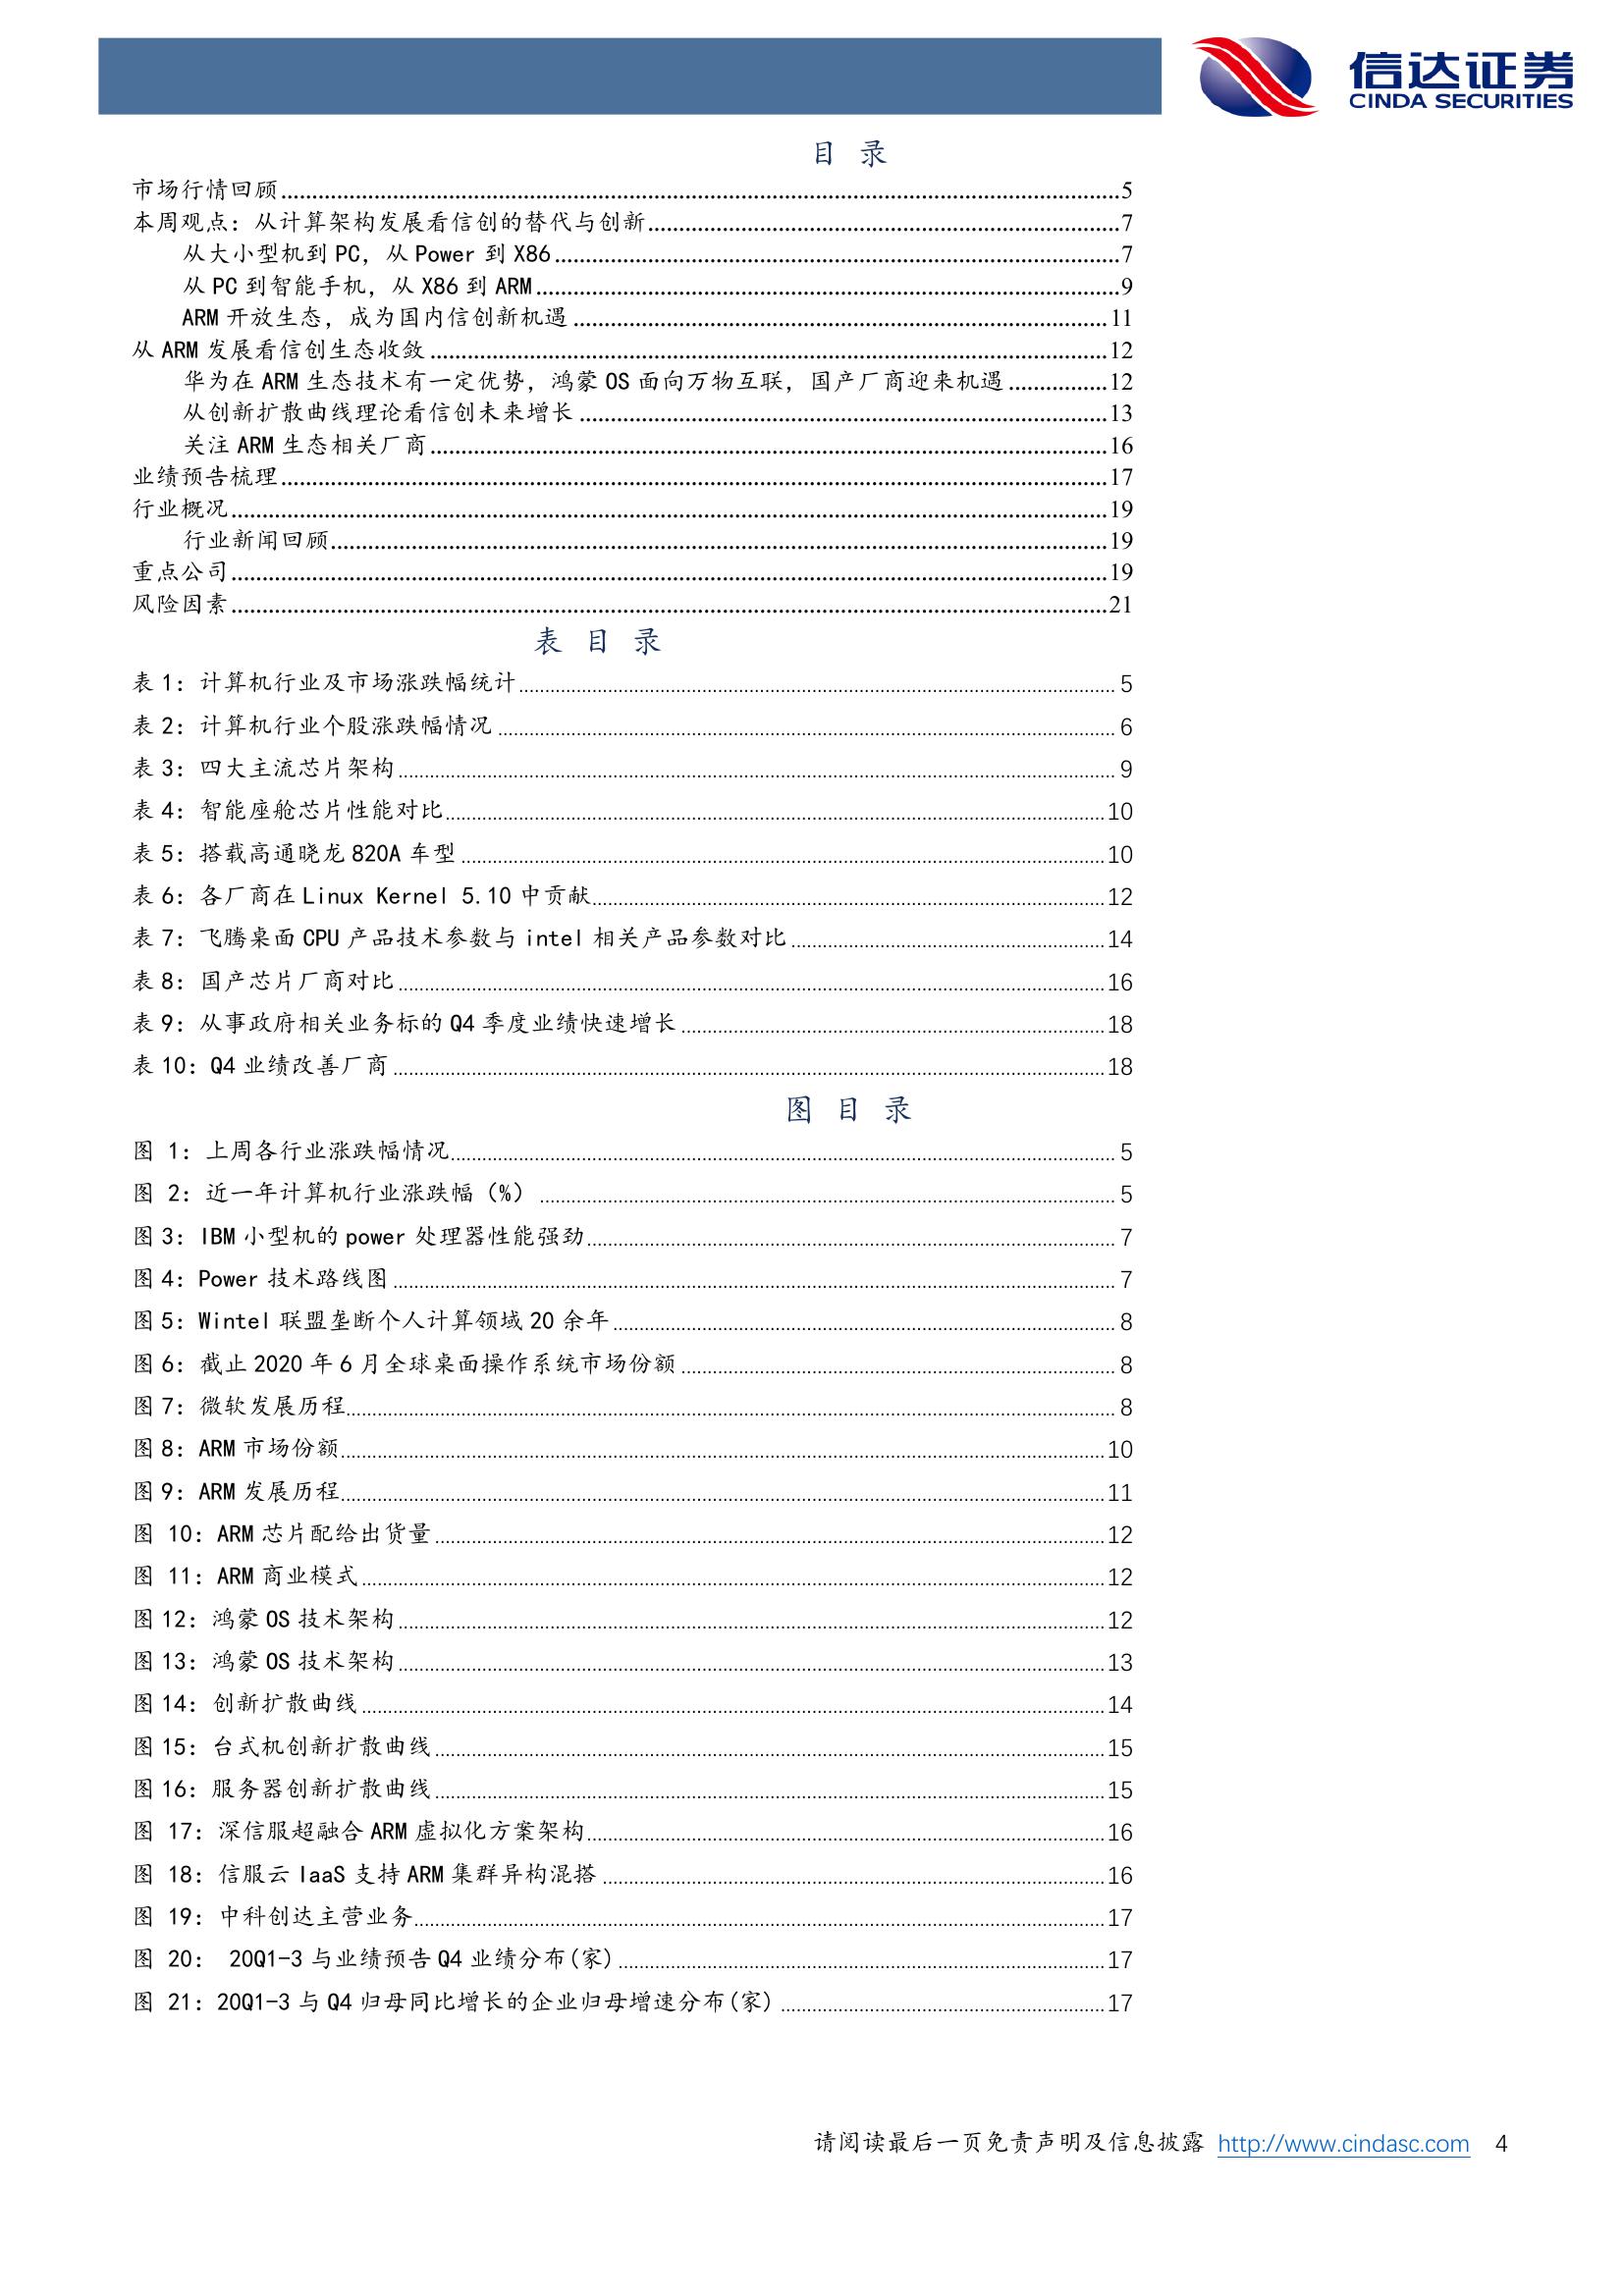 信达证券
CINDA SECURITIES
目 录
市场行情回顾........5
本周观点：从计算架构发展看信创的替代与创新........7
从大小型机到 PC，从 Power 到 X86........7
从 PC 到智能手机，从 X86 到 ARM........9
ARM 开放生态，成为国内信创新机遇........11
从 ARM 发展看信创生态收敛........12
华为在 ARM 生态技术有一定优势，鸿蒙 OS 面向万物互联，国产厂商迎来机遇........12
从创新扩散曲线理论看信创未来增长........13
关注 ARM 生态相关厂商........16
业绩预告梳理........17
行业概况........19
行业新闻回顾........19
重点公司........19
风险因素........21
表 目 录
表 1：计算机行业及市场涨跌幅统计........5
表 2：计算机行业个股涨跌幅情况........6
表 3：四大主流芯片架构........9
表 4：智能座舱芯片性能对比........10
表 5：搭载高通晓龙 820A 车型........10
表 6：各厂商在 Linux Kernel 5.10 中贡献........12
表 7：飞腾桌面 CPU 产品技术参数与 intel 相关产品参数对比........14
表 8：国产芯片厂商对比........16
表 9：从事政府相关业务标的 Q4 季度业绩快速增长........18
表 10：Q4 业绩改善厂商........18
图 目 录
图 1：上周各行业涨跌幅情况........5
图 2：近一年计算机行业涨跌幅（%）........5
图 3：IBM 小型机的 power 处理器性能强劲........7
图 4：Power 技术路线图........7
图 5：Wintel 联盟垄断个人计算领域 20 余年........8
图 6：截止 2020 年 6 月全球桌面操作系统市场份额........8
图 7：微软发展历程........8
图 8：ARM 市场份额........10
图 9：ARM 发展历程........11
图 10：ARM 芯片配给出货量........12
图 11：ARM 商业模式........12
图 12：鸿蒙 OS 技术架构........12
图 13：鸿蒙 OS 技术架构........13
图 14：创新扩散曲线........14
图 15：台式机创新扩散曲线........15
图 16：服务器创新扩散曲线........15
图 17：深信服超融合 ARM 虚拟化方案架构........16
图 18：信服云 IaaS 支持 ARM 集群异构混搭........16
图 19：中科创达主营业务........17
图 20： 20Q1-3 与业绩预告 Q4 业绩分布(家)........17
图 21：20Q1-3 与 Q4 归母同比增长的企业归母增速分布(家)........17
请阅读最后一页免责声明及信息披露 http://www.cindasc.com 4